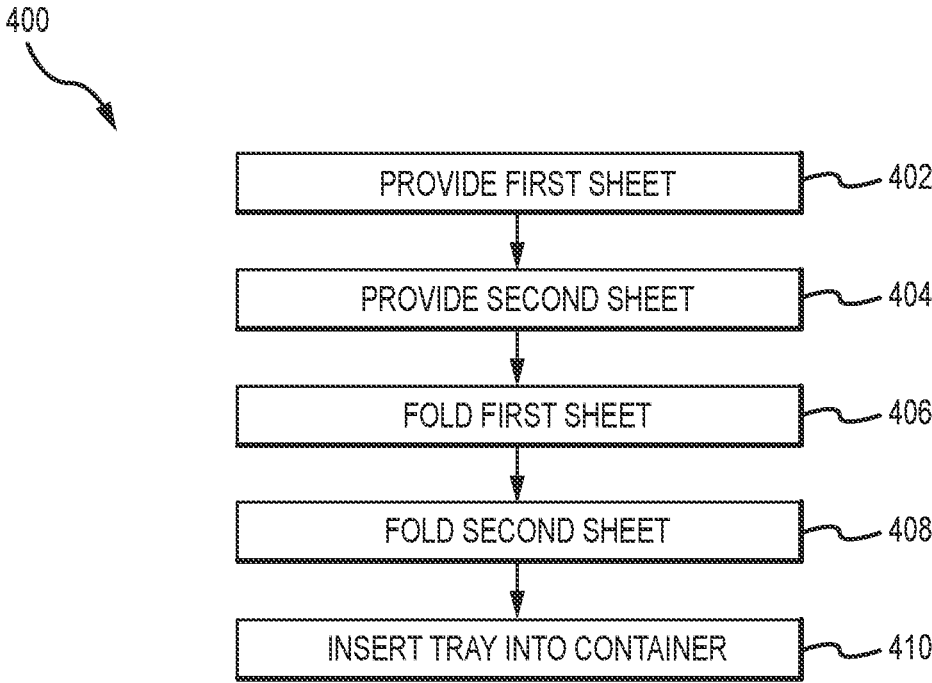 400
PROVIDE FIRST SHEET 402
PROVIDE SECOND SHEET 404
FOLD FIRST SHEET 406
FOLD SECOND SHEET 408
INSERT TRAY INTO CONTAINER 410